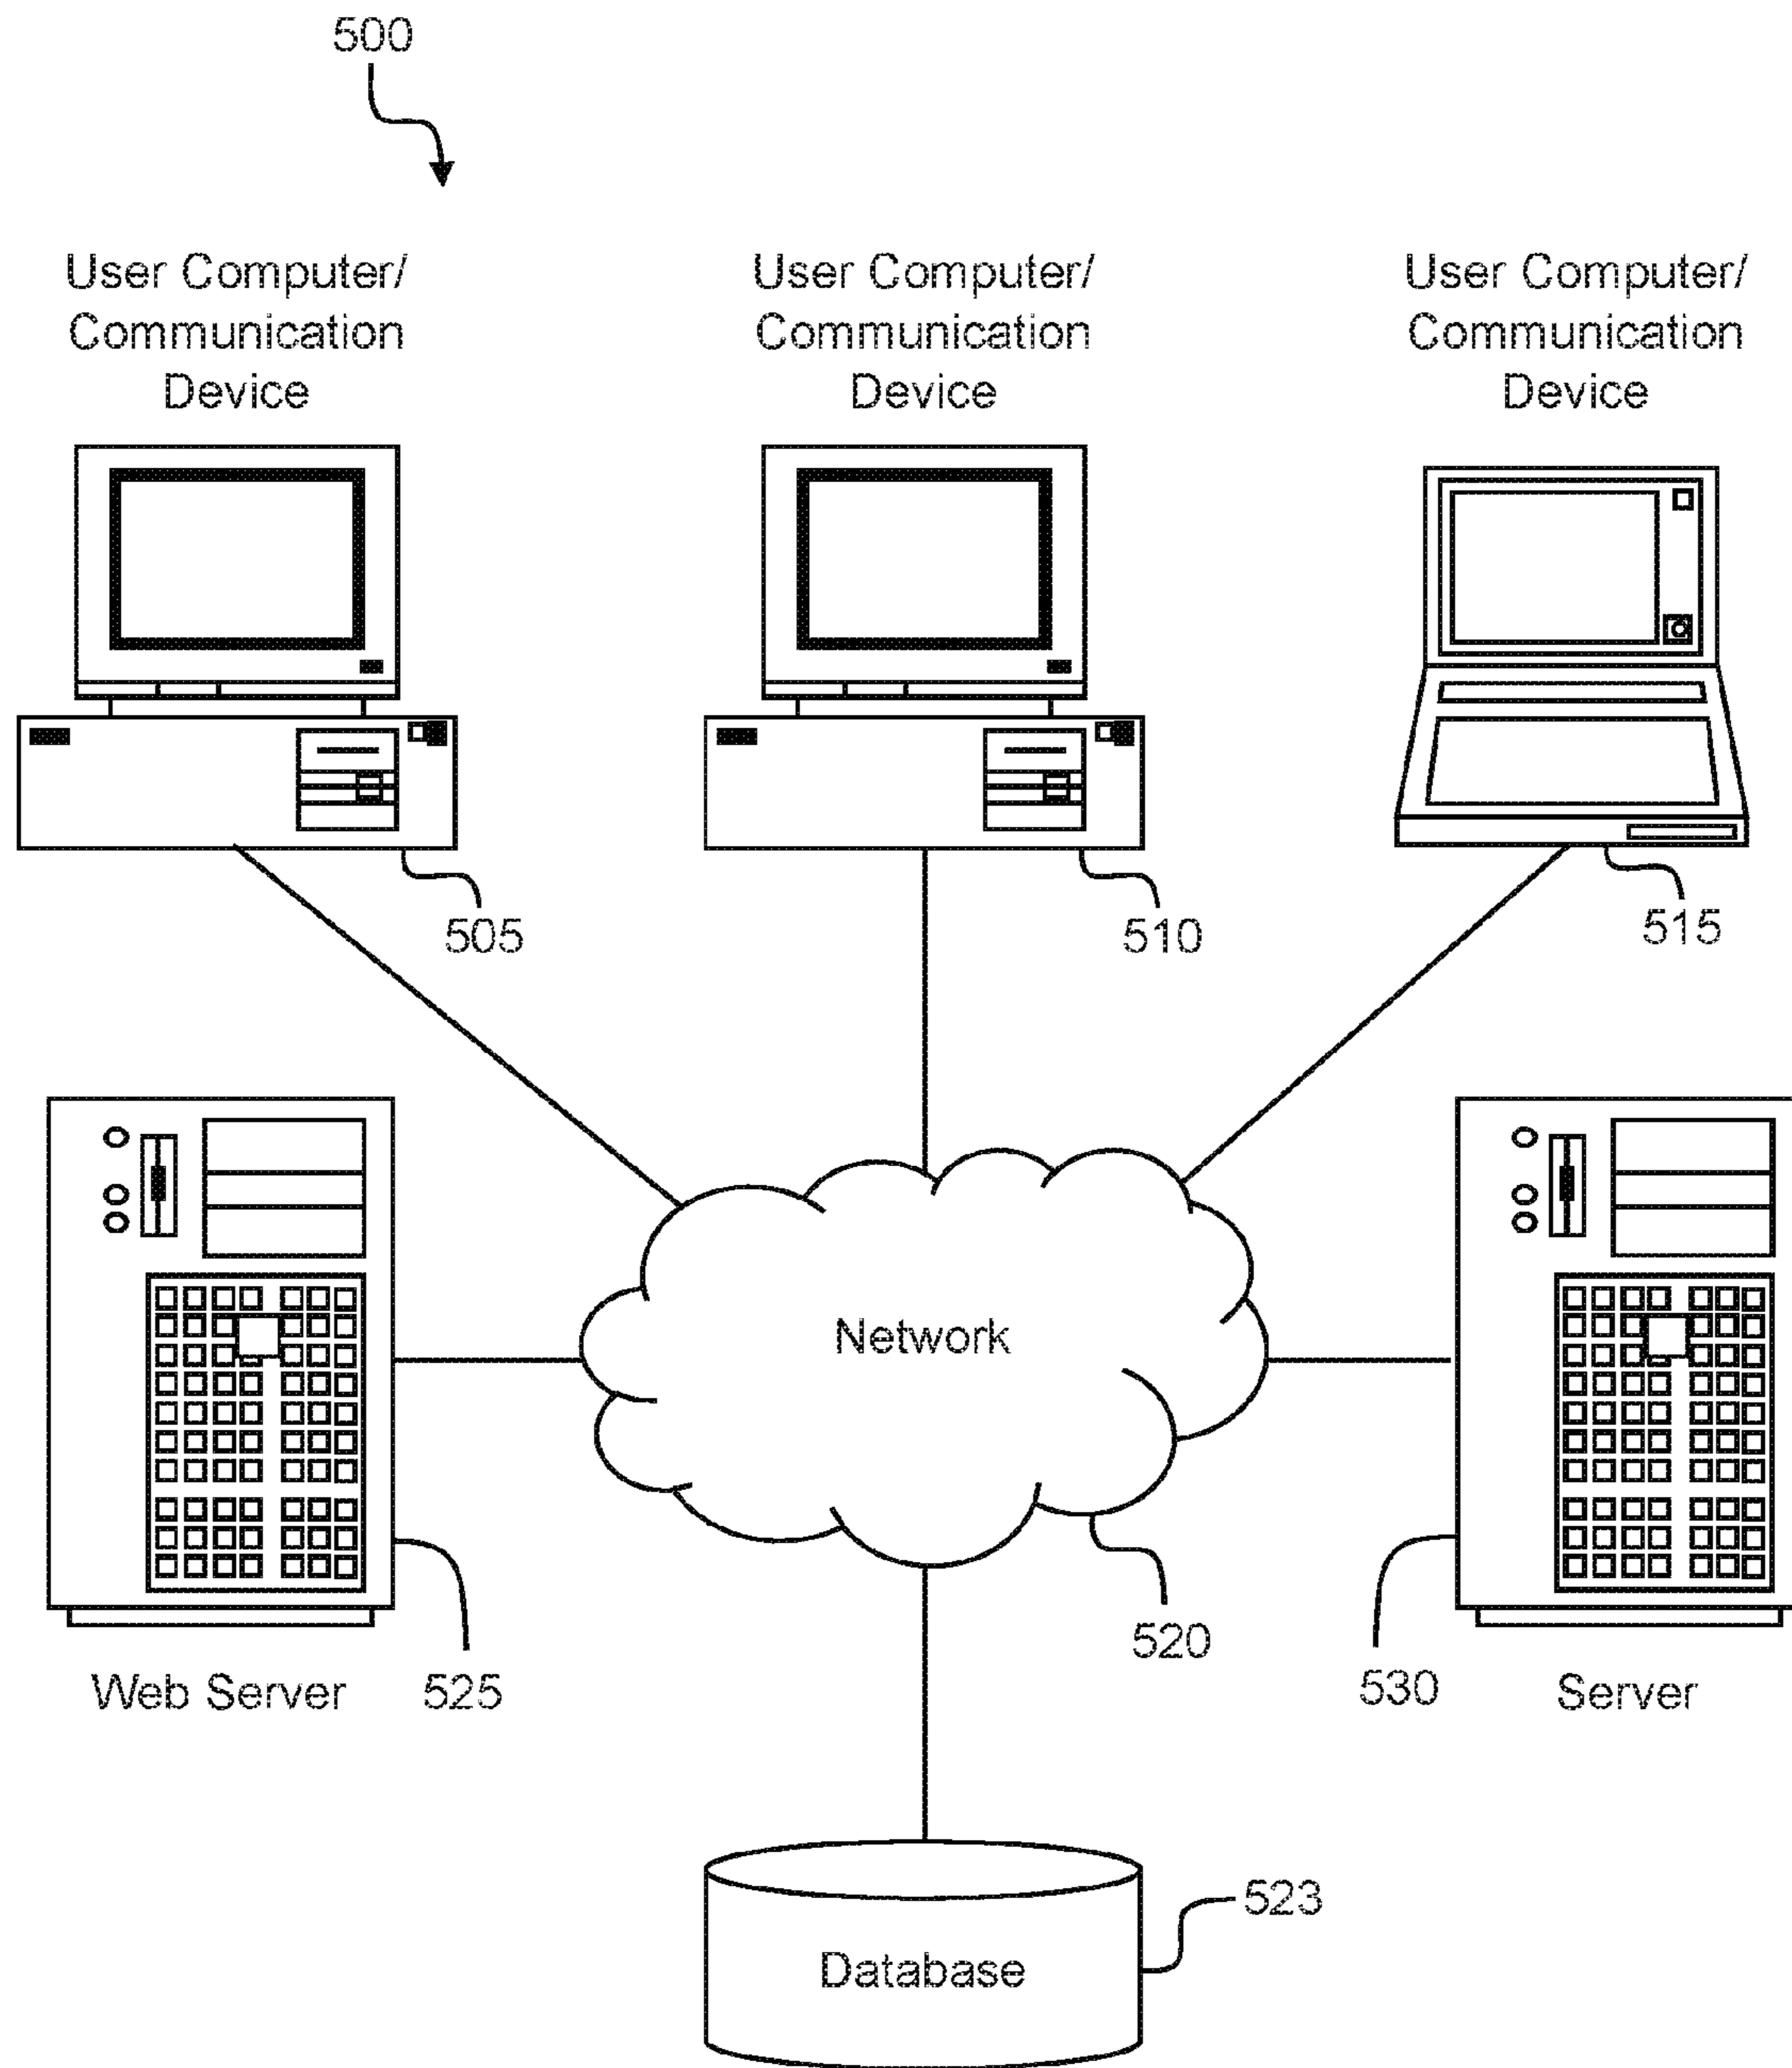 500
User Computer/
Communication
Device
User Computer/
Communication
Device
User Computer/
Communication
Device
505
510
515
Network
520
Web Server
525
530
Server
523
Database